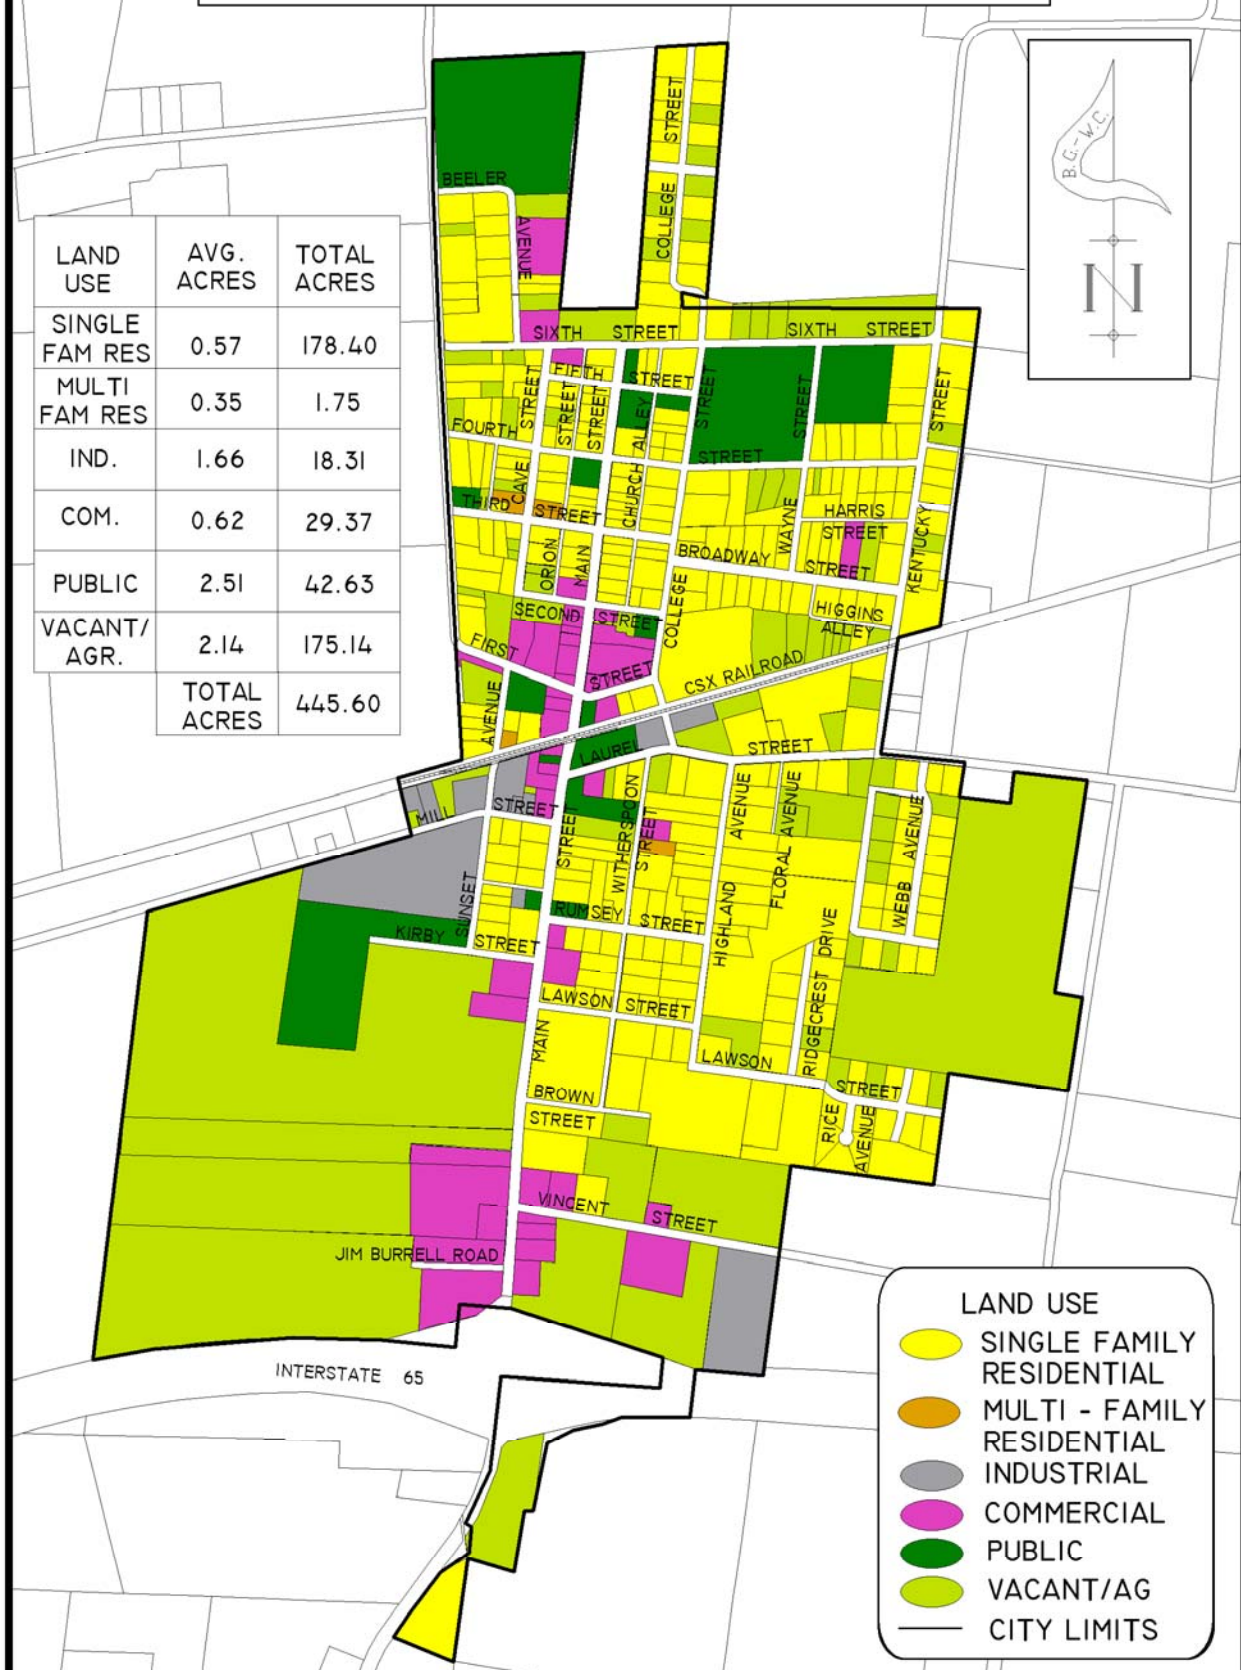 B.G.-W.C.
N
LAND USE
AVG. ACRES
TOTAL ACRES
SINGLE FAM RES
0.57
178.40
MULTI FAM RES
0.35
1.75
IND.
1.66
18.31
COM.
0.62
29.37
PUBLIC
2.51
42.63
VACANT/ AGR.
2.14
175.14
TOTAL ACRES
445.60
STREET
COLLEGE
BEELER
AVENUE
SIXTH STREET
SIXTH STREET
FIFTH STREET
STREET
STREET
STREET
STREET
STREET
STREET
FOURTH
STREET
CHURCH ALLEY
CAVE
THIRD STREET
ORION
MAIN
WAYNE
HARRIS
STREET
KENTUCKY
BROADWAY
STREET
HIGGINS
ALLEY
SECOND STREET
COLLEGE
FIRST
STREET
CSX RAILROAD
AVENUE
LAUREL
STREET
MILL
STREET
STREET
WITHERSPOON
STREET
AVENUE
FLORAL AVENUE
WEBB AVENUE
SUNSET
HIGHLAND
RUMSEY STREET
KIRBY
STREET
RIDGECREST DRIVE
LAWSON STREET
MAIN
LAWSON
STREET
BROWN
STREET
RICE
AVENUE
VINCENT
STREET
JIM BURRELL ROAD
INTERSTATE 65
LAND USE
SINGLE FAMILY
RESIDENTIAL
MULTI - FAMILY
RESIDENTIAL
INDUSTRIAL
COMMERCIAL
PUBLIC
VACANT/AG
CITY LIMITS